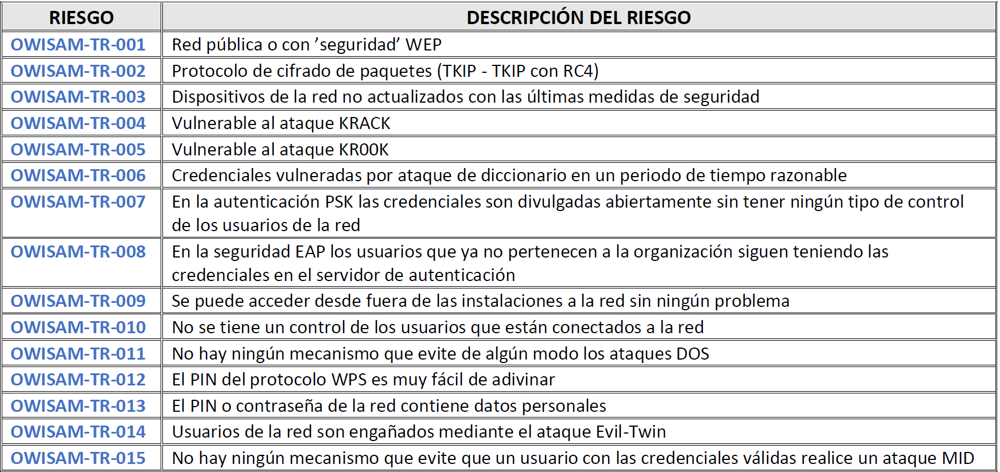 RIESGO DESCRIPCIÓN DEL RIESGO
OWISAM-TR-001 Red pública o con ’seguridad’ WEP
OWISAM-TR-002 Protocolo de cifrado de paquetes (TKIP - TKIP con RC4)
OWISAM-TR-003 Dispositivos de la red no actualizados con las últimas medidas de seguridad
OWISAM-TR-004 Vulnerable al ataque KRACK
OWISAM-TR-005 Vulnerable al ataque KR00K
OWISAM-TR-006 Credenciales vulneradas por ataque de diccionario en un periodo de tiempo razonable
OWISAM-TR-007 En la autenticación PSK las credenciales son divulgadas abiertamente sin tener ningún tipo de control
de los usuarios de la red
OWISAM-TR-008 En la seguridad EAP los usuarios que ya no pertenecen a la organización siguen teniendo las
credenciales en el servidor de autenticación
OWISAM-TR-009 Se puede acceder desde fuera de las instalaciones a la red sin ningún problema
OWISAM-TR-010 No se tiene un control de los usuarios que están conectados a la red
OWISAM-TR-011 No hay ningún mecanismo que evite de algún modo los ataques DOS
OWISAM-TR-012 El PIN del protocolo WPS es muy fácil de adivinar
OWISAM-TR-013 El PIN o contraseña de la red contiene datos personales
OWISAM-TR-014 Usuarios de la red son engañados mediante el ataque Evil-Twin
OWISAM-TR-015 No hay ningún mecanismo que evite que un usuario con las credenciales válidas realice un ataque MID